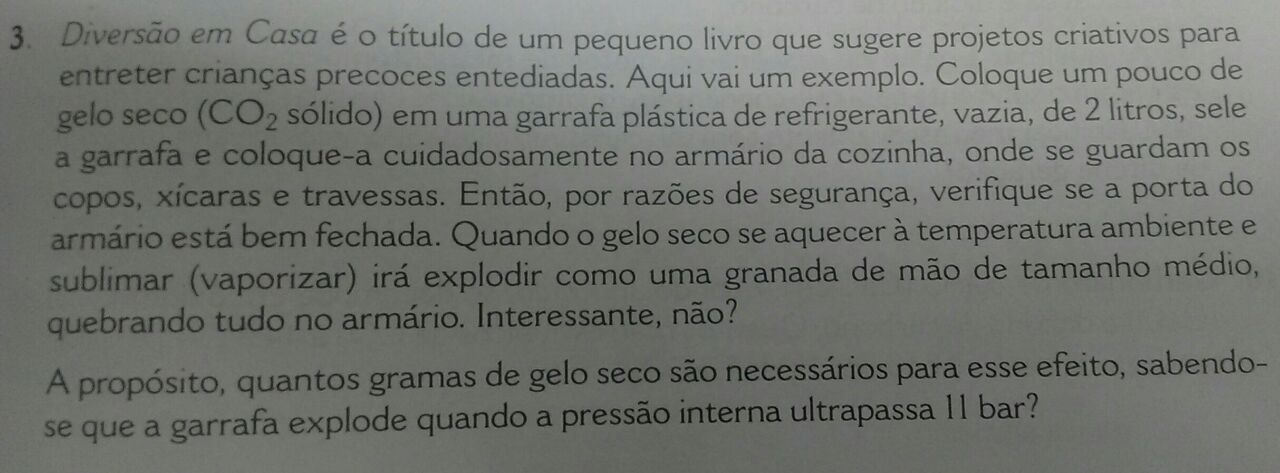 3. Diversão em Casa é o título de um pequeno livro que sugere projetos criativos para
entreter crianças precoces entediadas. Aqui vai um exemplo. Coloque um pouco de
gelo seco (CO₂ sólido) em uma garrafa plástica de refrigerante, vazia, de 2 litros, sele
a garrafa e coloque-a cuidadosamente no armário da cozinha, onde se guardam os
copos, xícaras e travessas. Então, por razões de segurança, verifique se a porta do
armário está bem fechada. Quando o gelo seco se aquecer à temperatura ambiente e
sublimar (vaporizar) irá explodir como uma granada de mão de tamanho médio,
quebrando tudo no armário. Interessante, não?
A propósito, quantos gramas de gelo seco são necessários para esse efeito, sabendo-
se que a garrafa explode quando a pressão interna ultrapassa 11 bar?